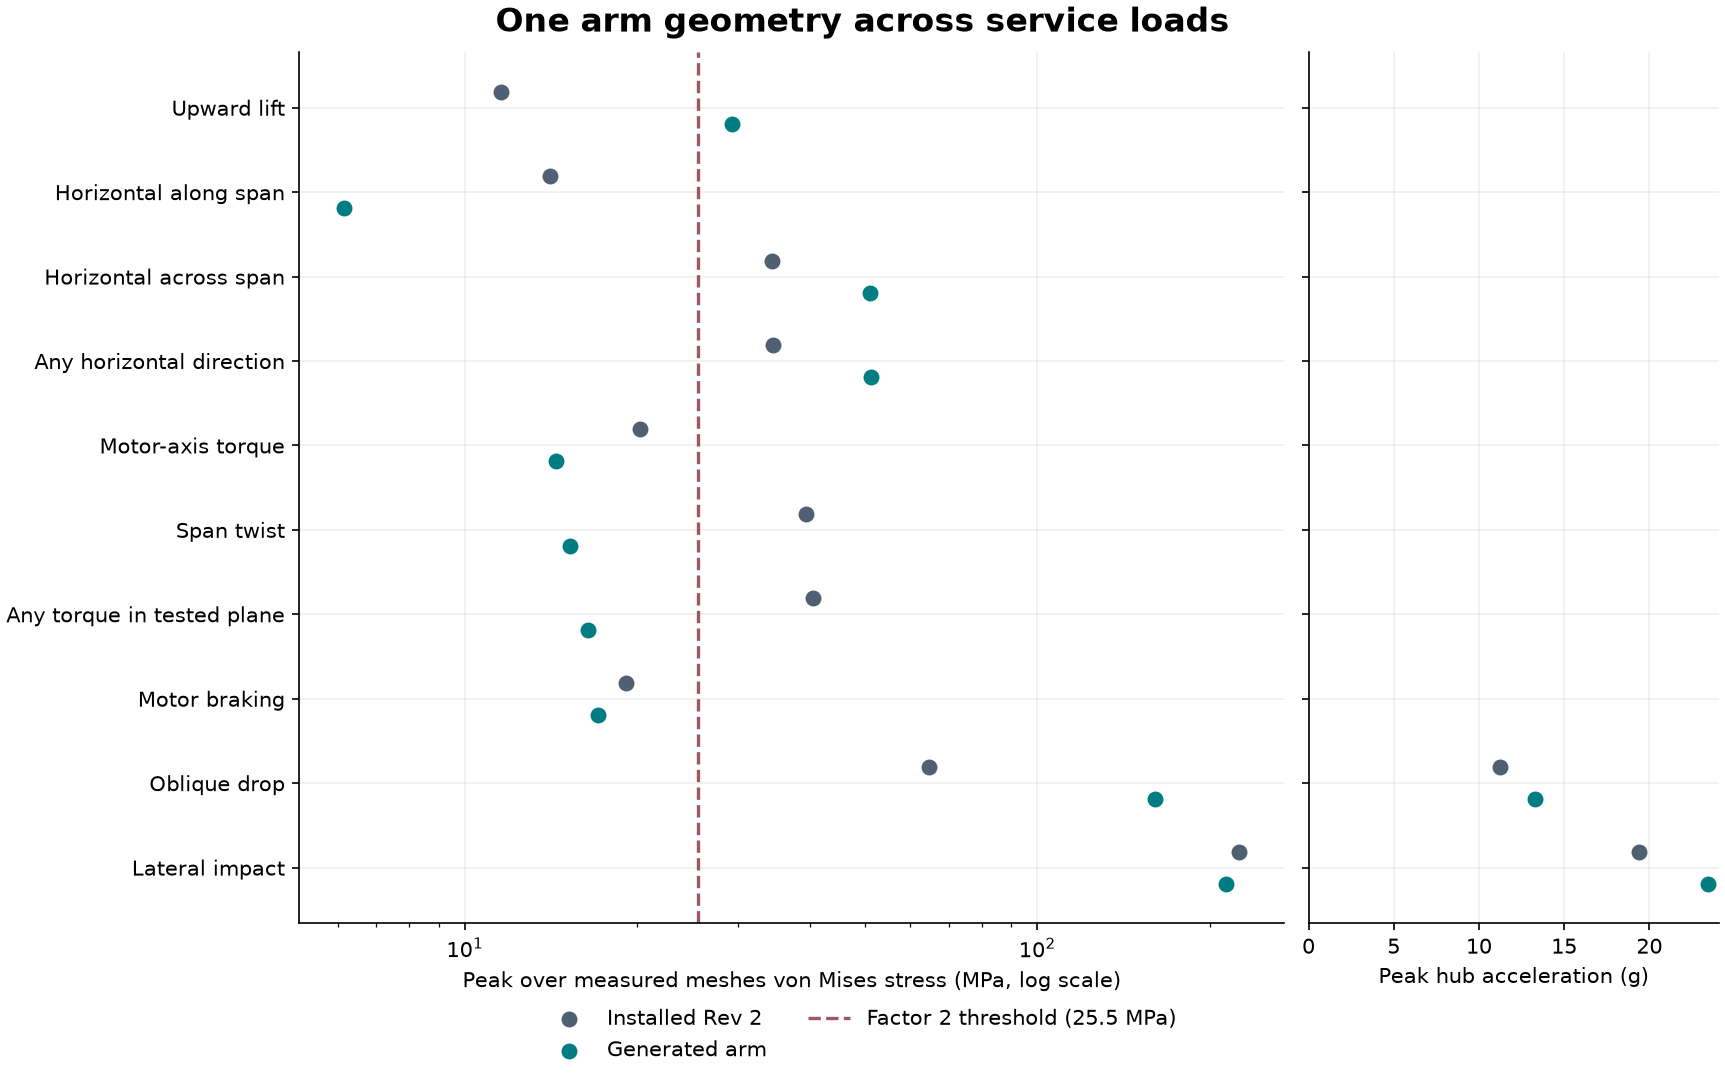 One arm geometry across service loads
Upward lift
Horizontal along span
Horizontal across span
Any horizontal direction
Motor-axis torque
Span twist
Any torque in tested plane
Motor braking
Oblique drop
Lateral impact
10¹ 10²
Peak over measured meshes von Mises stress (MPa, log scale)
0 5 10 15 20
Peak hub acceleration (g)
Installed Rev 2
Generated arm
Factor 2 threshold (25.5 MPa)